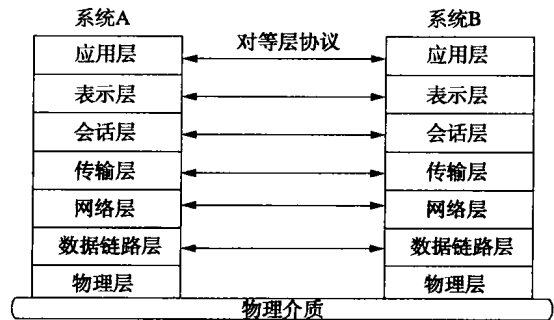 系统A 系统B
应用层 对等层协议 应用层
表示层 表示层
会话层 会话层
传输层 传输层
网络层 网络层
数据链路层 数据链路层
物理层 物理层
物理介质